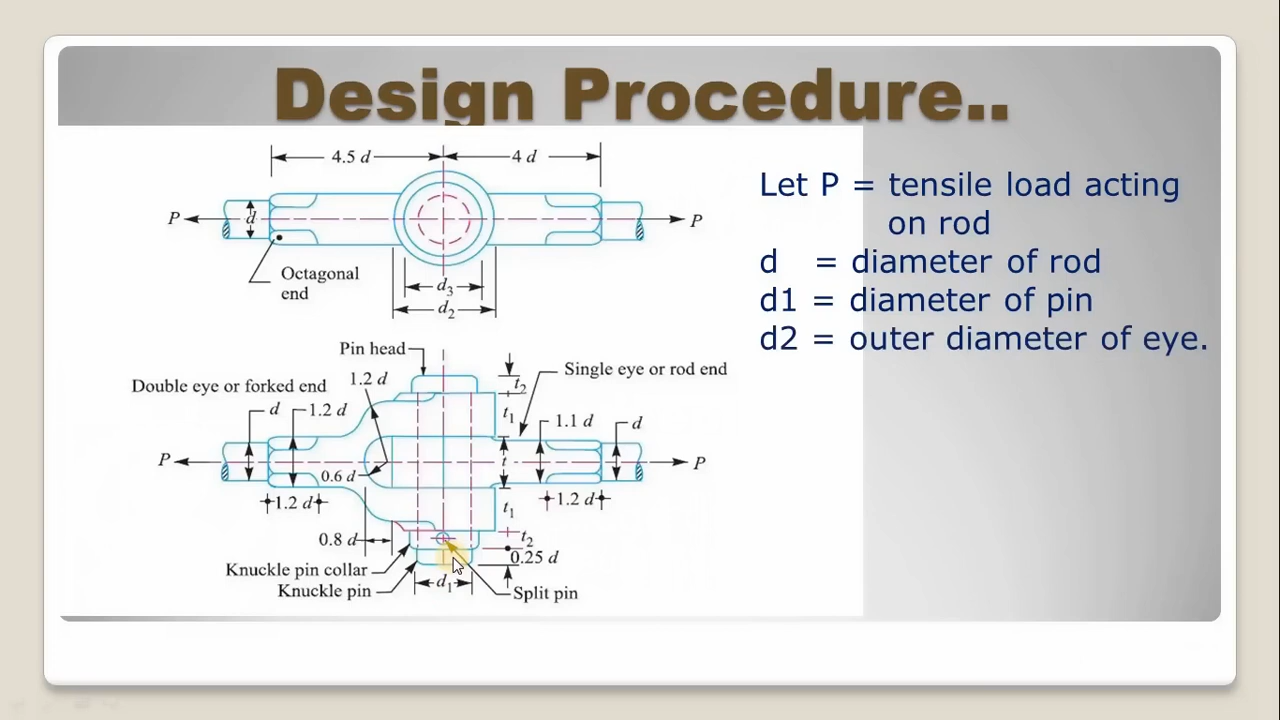 Design Procedure..
4.5 d
4 d
P
d
P
Octagonal
end
d3
d2
Let P = tensile load acting
on rod
d = diameter of rod
d1 = diameter of pin
d2 = outer diameter of eye.
Pin head
Double eye or forked end
1.2 d
t2
Single eye or rod end
d
1.2 d
t1
1.1 d
d
P
t
P
0.6 d
1.2 d
t1
1.2 d
0.8 d
t2
0.25 d
Knuckle pin collar
Knuckle pin
d1
Split pin